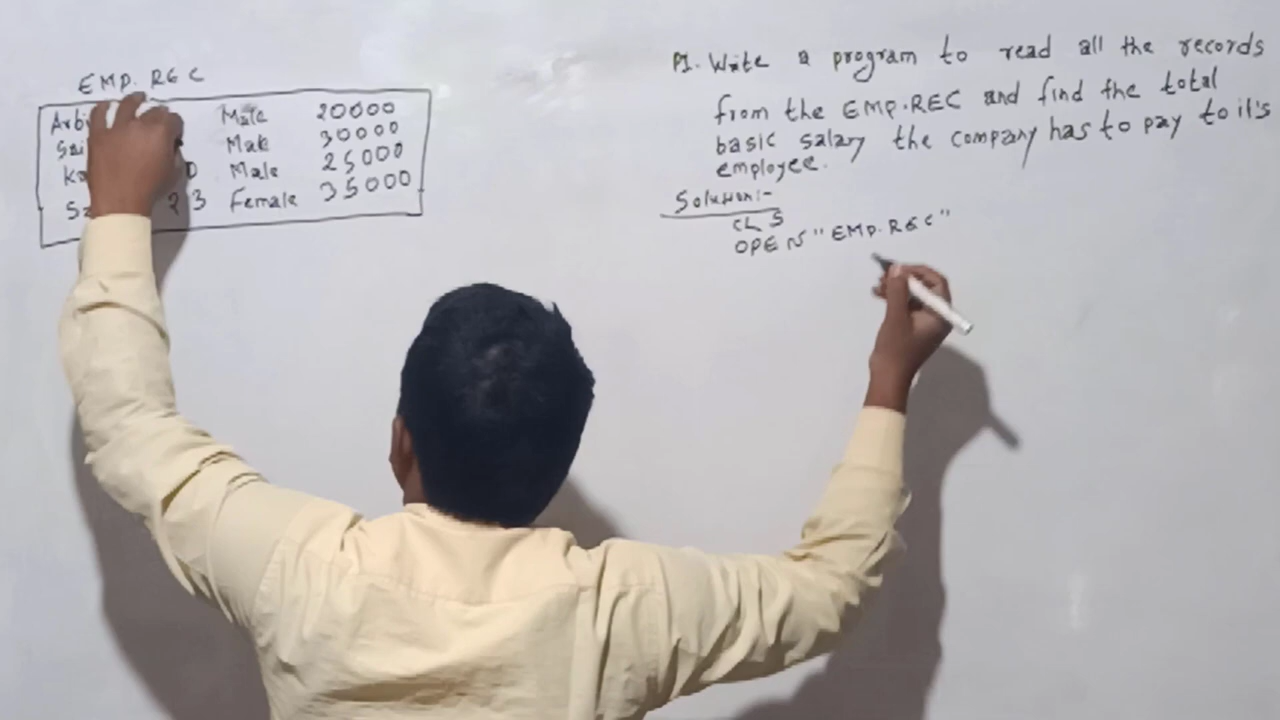 EMP.REC
Male 20000
Male 30000
Male 25000
23 Female 35000
P1. Write a program to read all the records
from the EMP.REC and find the total
basic salary the company has to pay to it's
employee.
Solution:-
CLS
OPEN "EMP.REC"